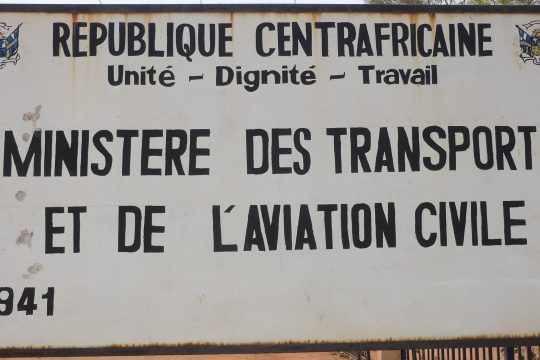 REPUBLIQUE CENTRAFRICAINE
Unité - Dignité - Travail
MINISTERE DES TRANSPORT
ET DE L'AVIATION CIVILE
941